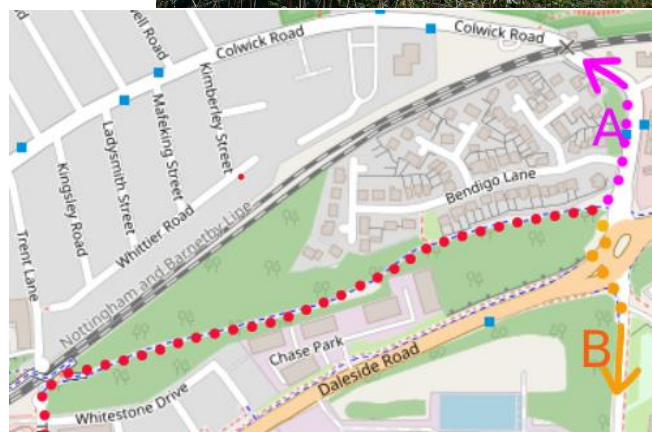 Colwick Road
Colwick Road
Kimberley Street
Mafeking Street
Ladysmith Street
Kingsley Road
Whittier Road
Trent Lane
Nottingham and Barnetby Line
Bendigo Lane
A
Chase Park
Daleside Road
Whitestone Drive
B